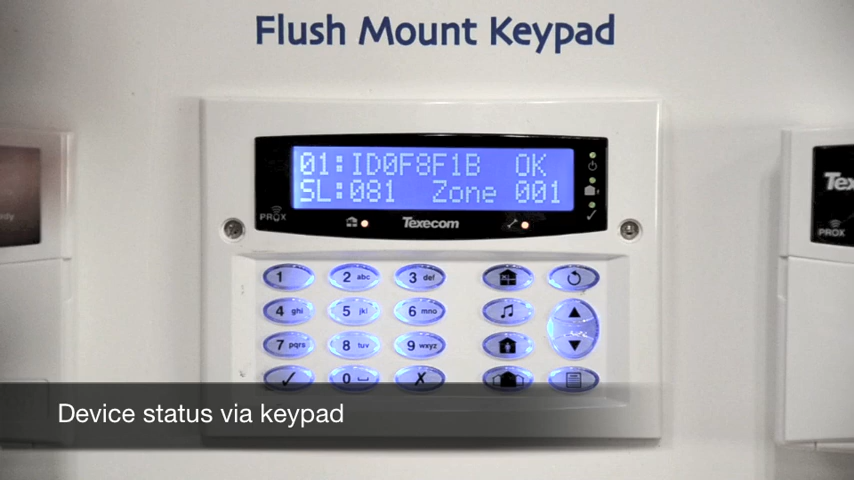 Flush Mount Keypad
01:ID0F8F1B OK
SL:081 Zone 001
PROX
Texecom
Tex
PROX
1
2 abc
3 def
4 ghi
5 jkl
6 mno
7 pqrs
8 tuv
9 wxyz
0
Device status via keypad